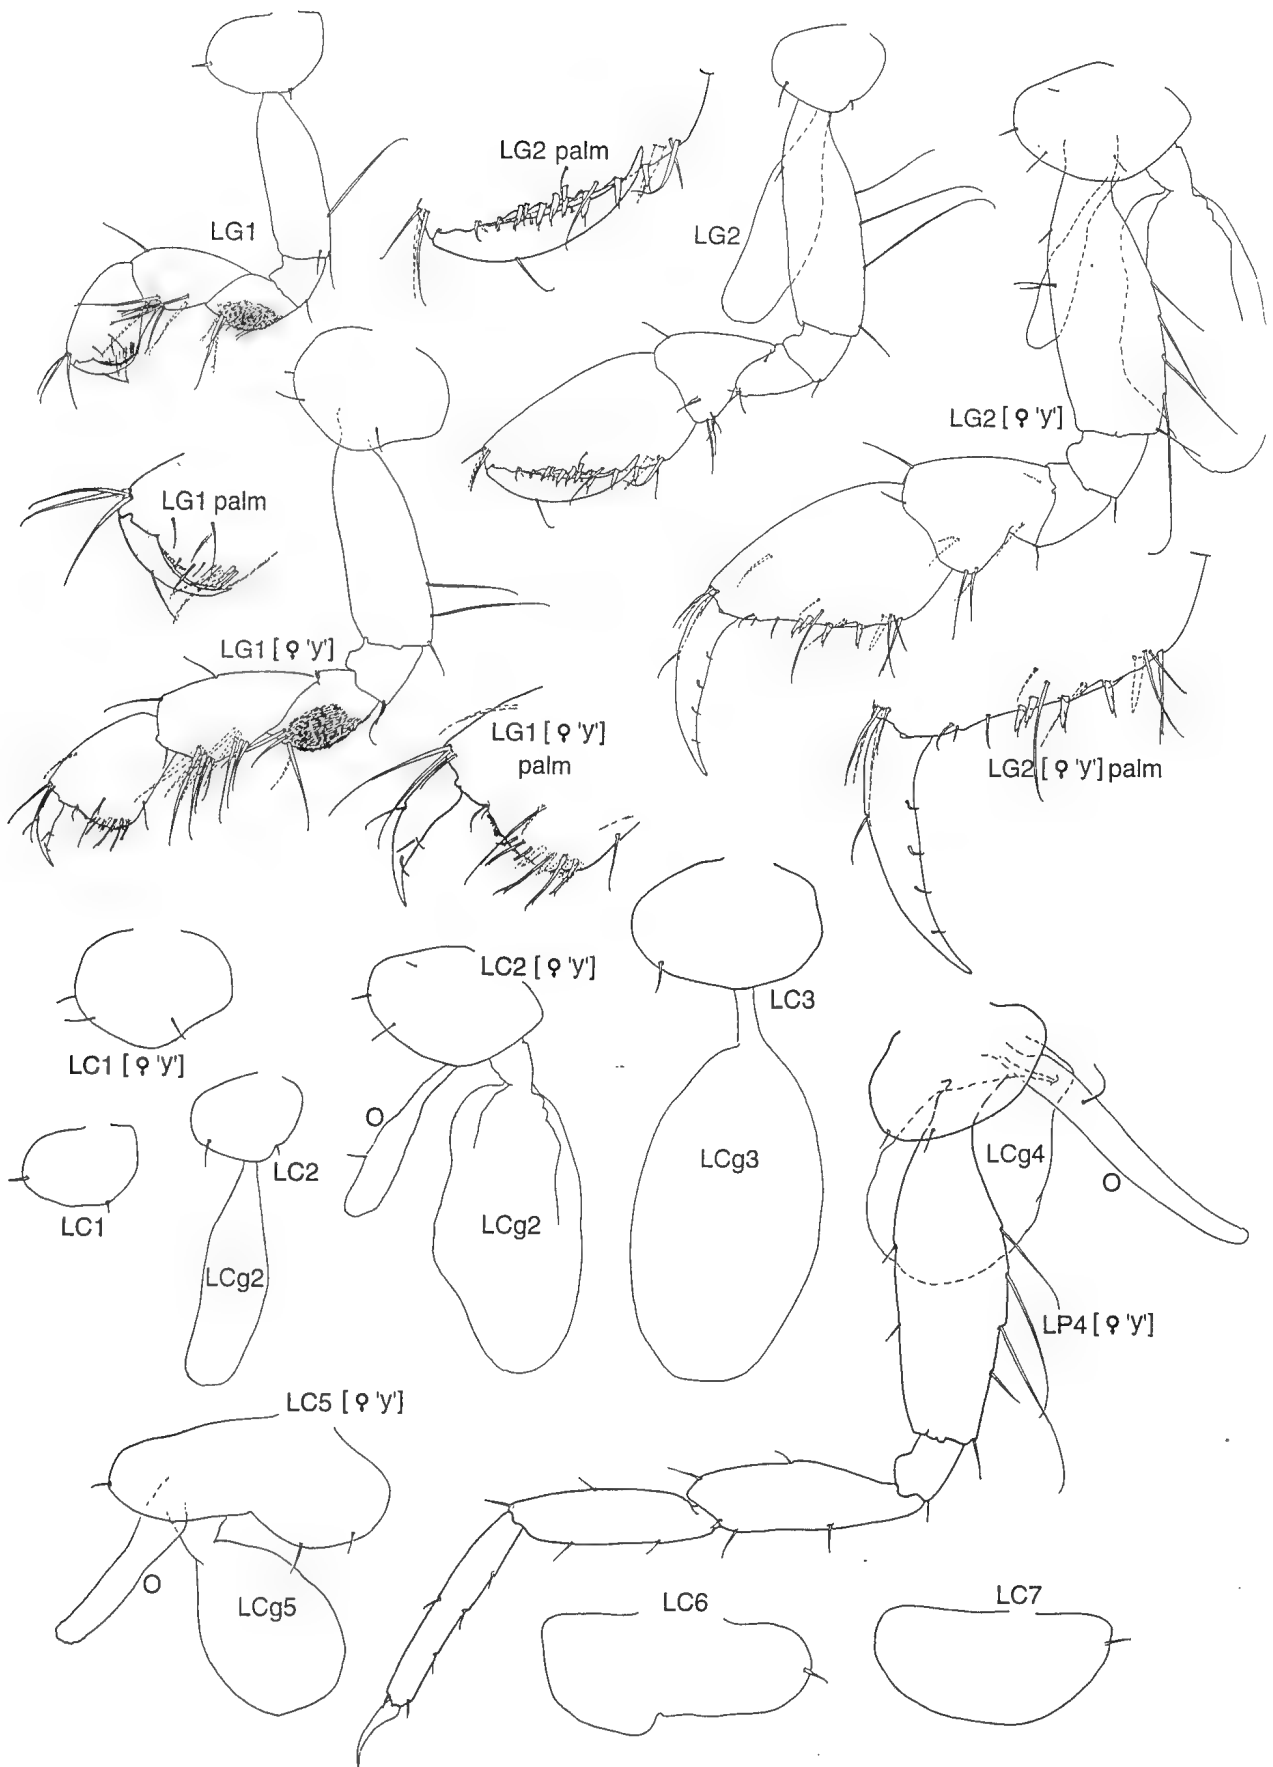 LG2 palm
LG1
LG2
LG2 [♀ 'y']
LG1 palm
LG1 [♀ 'y']
LG1 [♀ 'y']
palm
LG2 [♀ 'y'] palm
LC2 [♀ 'y']
LC3
LC1 [♀ 'y']
O
LCg4
LCg3
LC2
O
LC1
LCg2
LCg2
LP4 [♀ 'y']
LC5 [♀ 'y']
O
LCg5
LC6
LC7